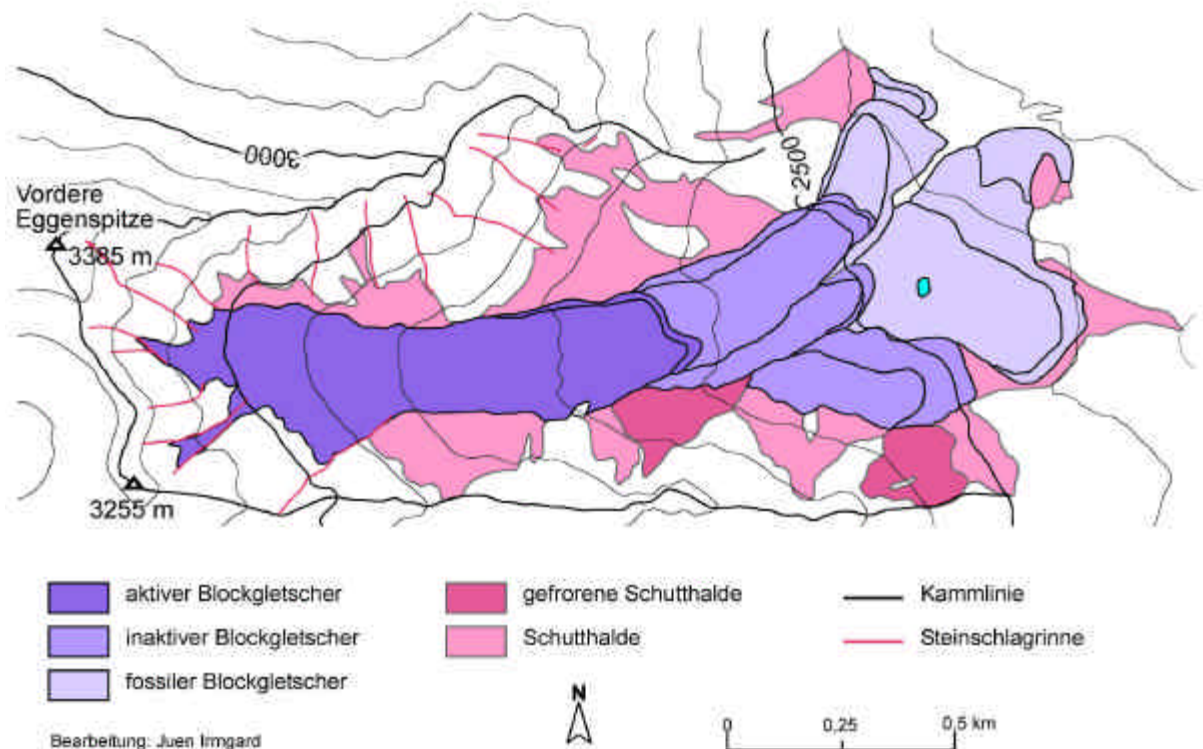 3000
2500
Vordere
Eggenspitze
3385 m
3255 m
aktiver Blockgletscher
inaktiver Blockgletscher
fossiler Blockgletscher
gefrorene Schutthalde
Schutthalde
Kammlinie
Steinschlagrinne
N
0 0,25 0,5 km
Bearbeitung: Juen Irmgard